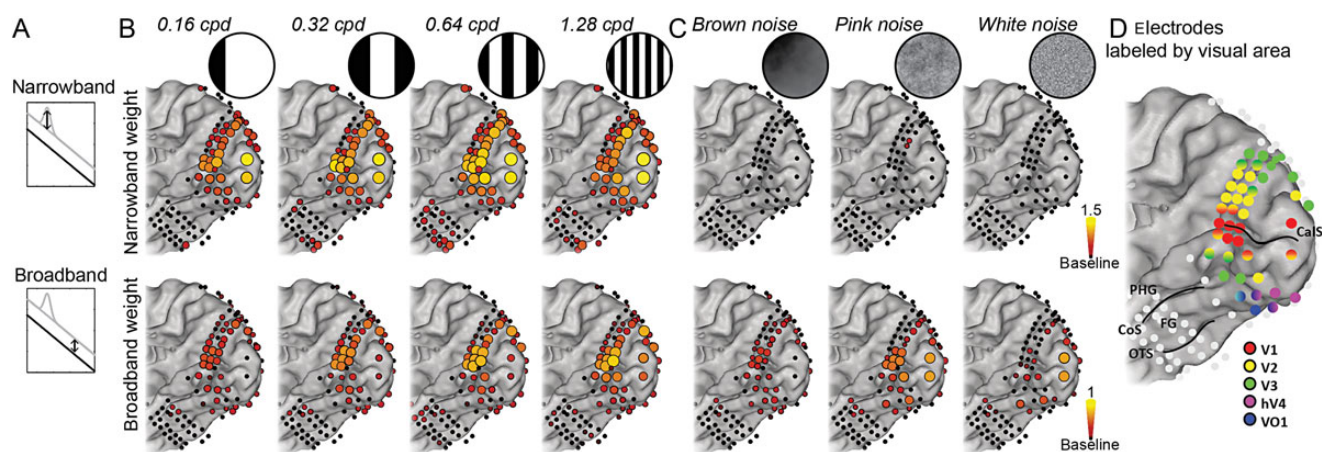 A
Narrowband
Broadband
B
0.16 cpd
0.32 cpd
0.64 cpd
1.28 cpd
Narrowband weight
Broadband weight
C
Brown noise
Pink noise
White noise
1.5
Baseline
1
Baseline
D Electrodes
labeled by visual area
CalS
PHG
CoS
FG
OTS
V1
V2
V3
hV4
VO1